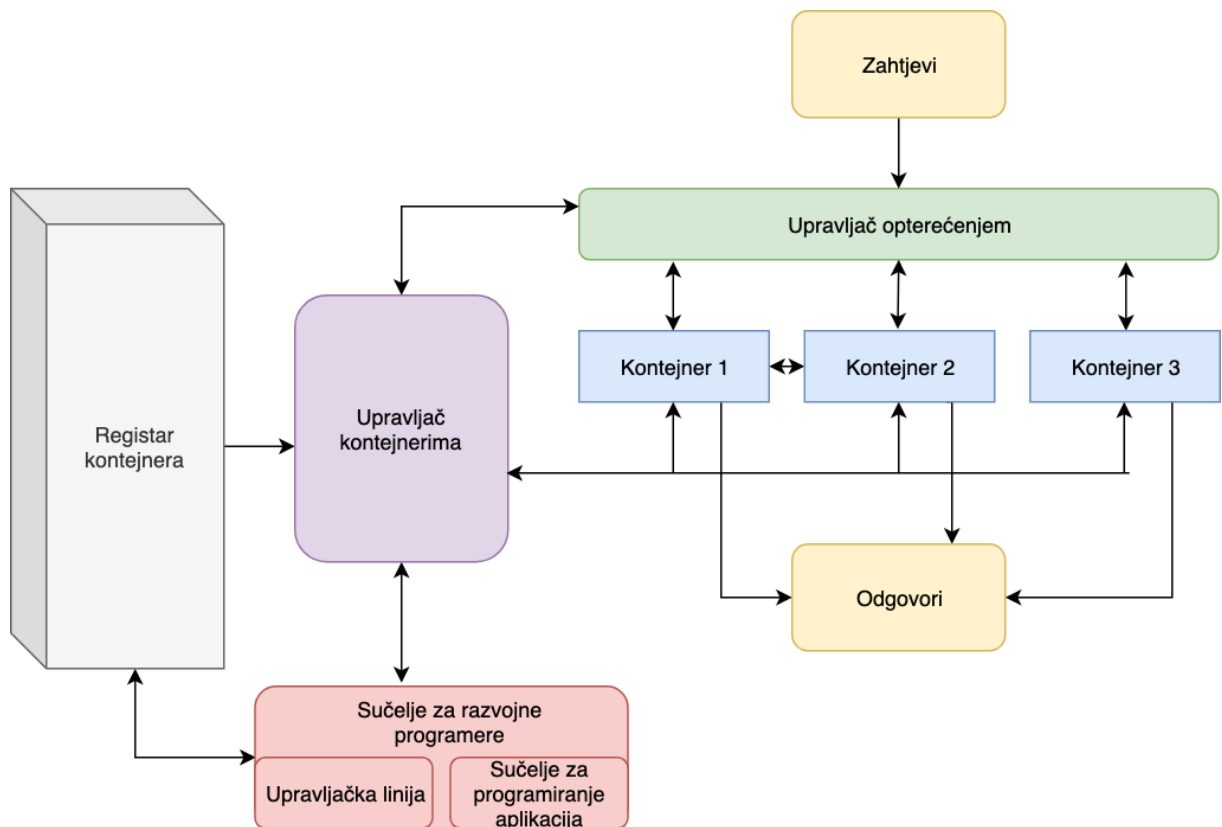 Zahtjevi
Upravljač opterećenjem
Kontejner 1
Kontejner 2
Kontejner 3
Registar
kontejnera
Upravljač
kontejnerima
Odgovori
Sučelje za razvojne
programere
Upravljačka linija
Sučelje za
programiranje
aplikacija